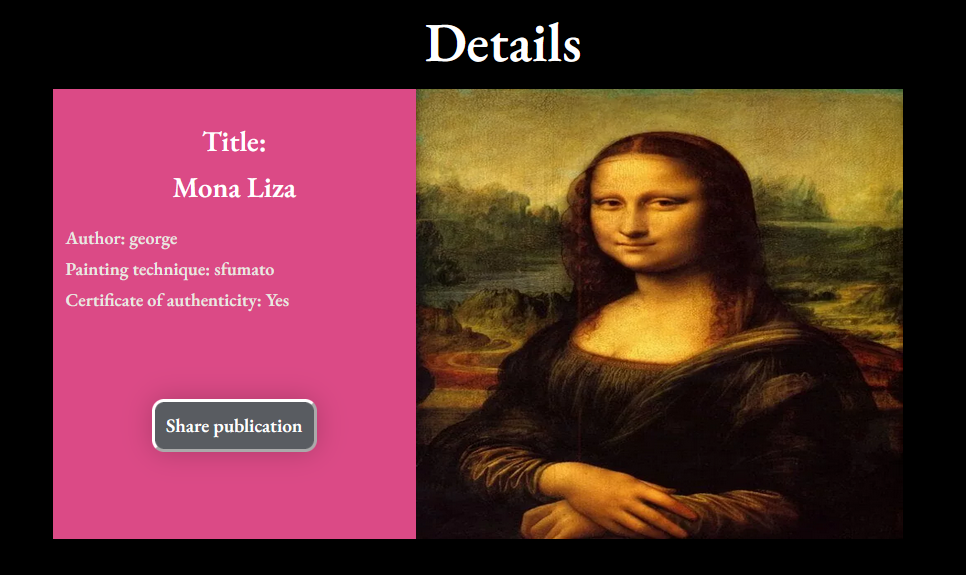 Details
Title:
Mona Liza
Author: george
Painting technique: sfumato
Certificate of authenticity: Yes
Share publication